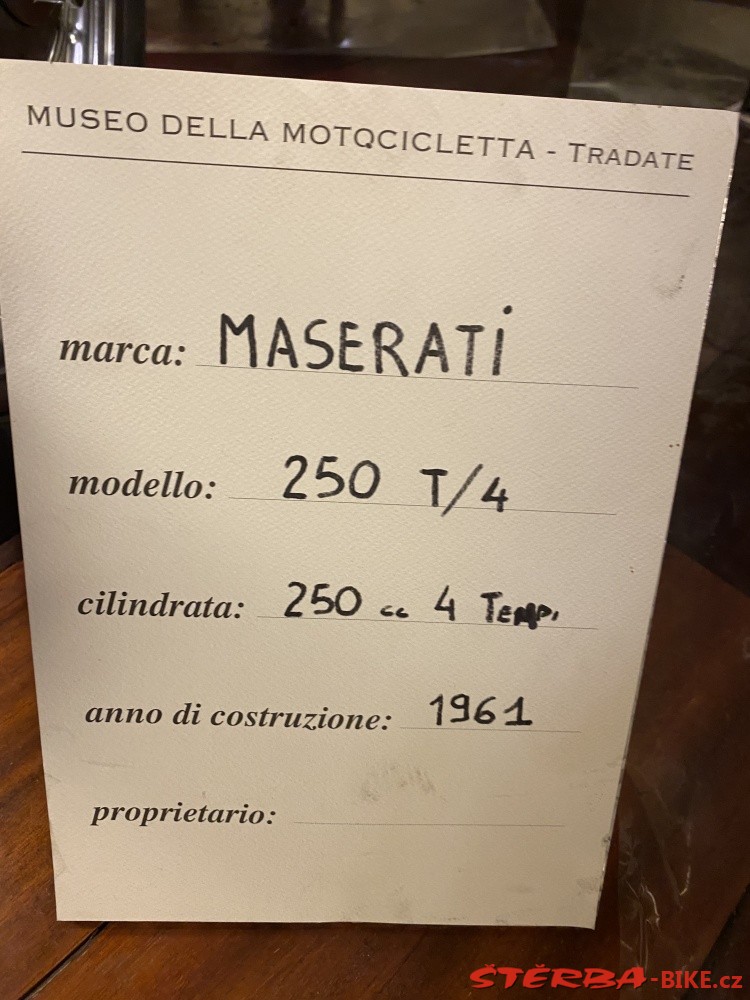 MUSEO DELLA MOTOCICLETTA - TRADATE
marca: MASERATi
modello: 250 T/4
cilindrata: 250 cc 4 TEMPi
anno di costruzione: 1961
proprietario:
ŠTĚRBA-BIKE.cz